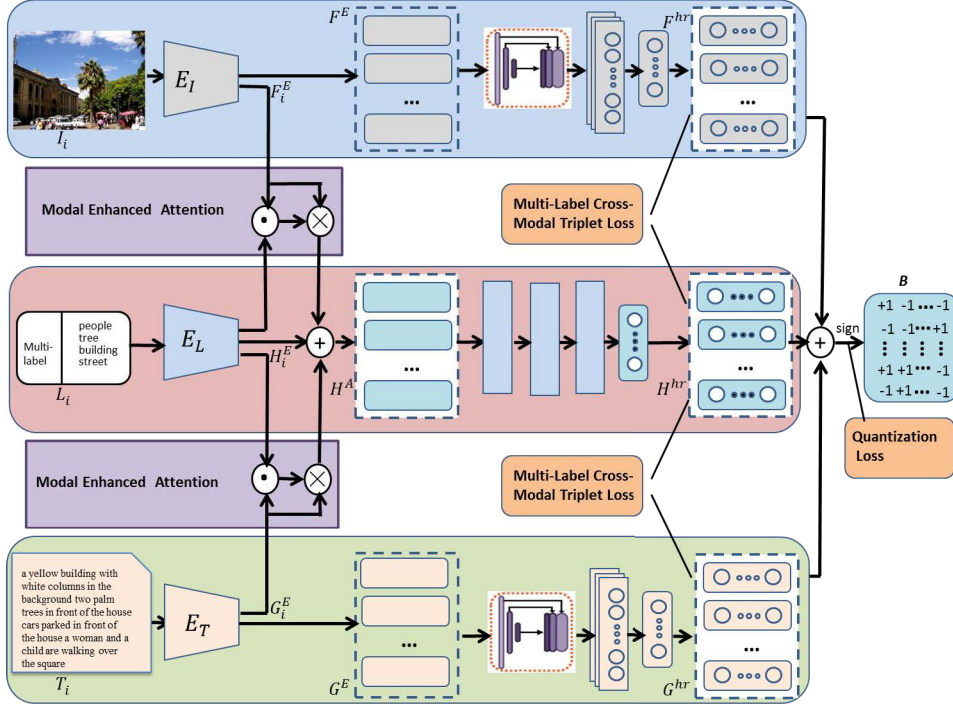 F^E
F^hr
E_I
F_i^E
...
...
I_i
Modal Enhanced Attention
Multi-Label Cross-
Modal Triplet Loss
B
+1 -1 ... -1
-1 -1 ... +1
+1 +1 ... -1
-1 +1 ... -1
sign
Multi-
label
people
tree
building
street
E_L
H_i^E
...
...
L_i
H^A
H^hr
Quantization
Loss
Modal Enhanced Attention
Multi-Label Cross-
Modal Triplet Loss
a yellow building with
white columns in the
background two palm
trees in front of the house
cars parked in front of
the house a woman and a
child are walking over
the square
E_T
G_i^E
...
...
T_i
G^E
G^hr